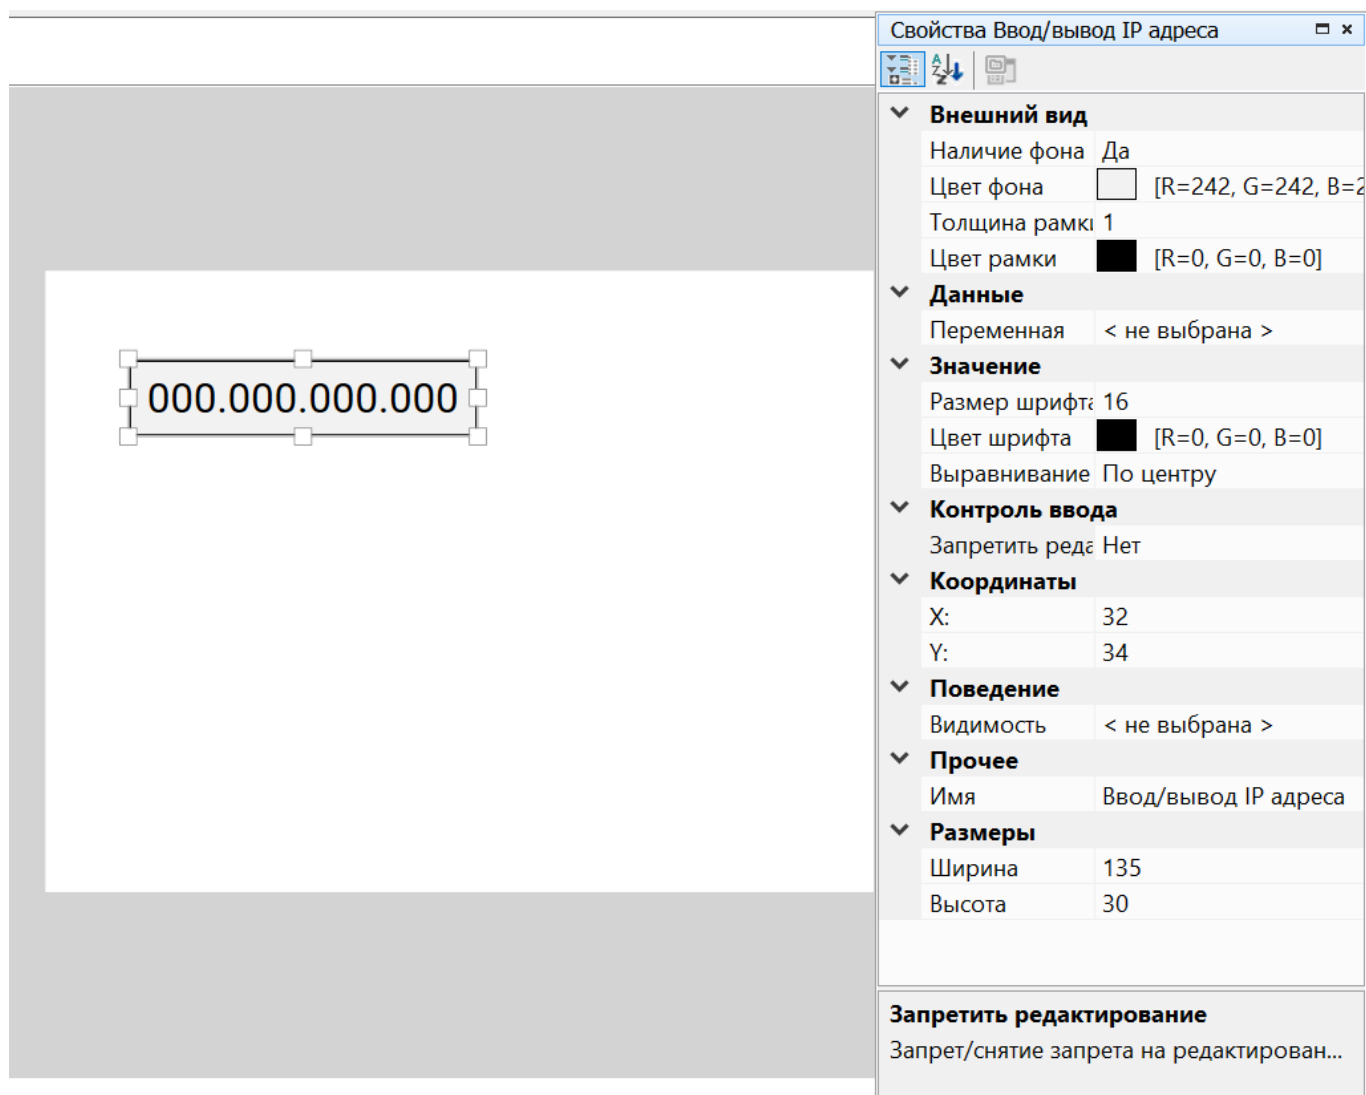 Свойства Ввод/вывод IP адреса
Внешний вид
Наличие фона Да
Цвет фона [R=242, G=242, B=2
Толщина рамки 1
Цвет рамки [R=0, G=0, B=0]
Данные
Переменная < не выбрана >
000.000.000.000
Значение
Размер шрифта 16
Цвет шрифта [R=0, G=0, B=0]
Выравнивание По центру
Контроль ввода
Запретить реда Нет
Координаты
X: 32
Y: 34
Поведение
Видимость < не выбрана >
Прочее
Имя Ввод/вывод IP адреса
Размеры
Ширина 135
Высота 30
Запретить редактирование
Запрет/снятие запрета на редактирован...